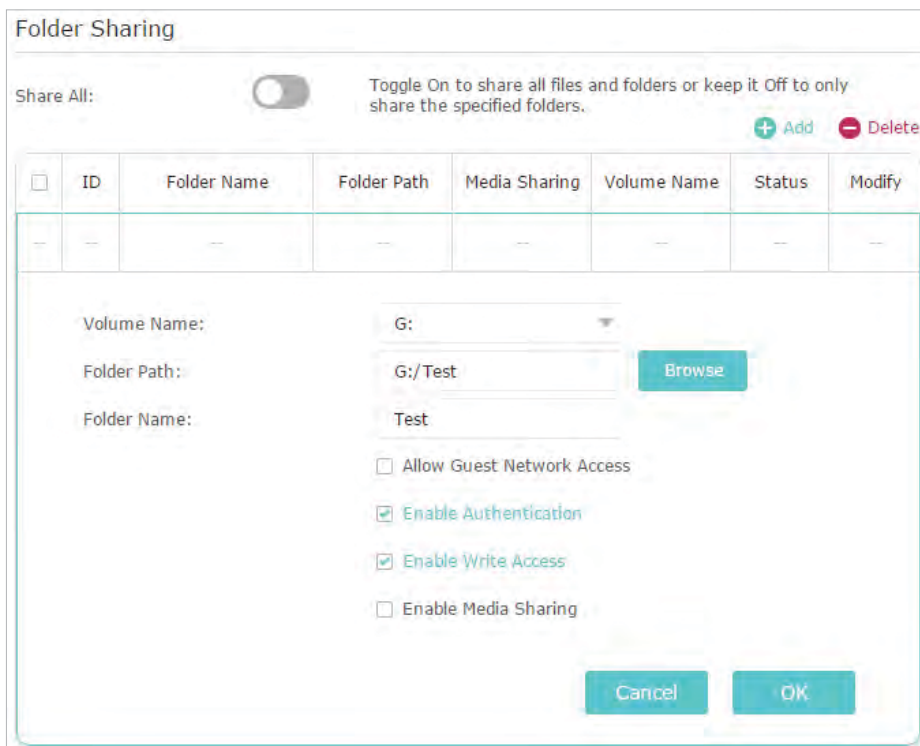 Folder Sharing
Share All:
Toggle On to share all files and folders or keep it Off to only
share the specified folders.
Add Delete
ID Folder Name Folder Path Media Sharing Volume Name Status Modify
-- -- -- -- -- -- -- --
Volume Name: G:
Folder Path: G:/Test Browse
Folder Name: Test
Allow Guest Network Access
Enable Authentication
Enable Write Access
Enable Media Sharing
Cancel OK